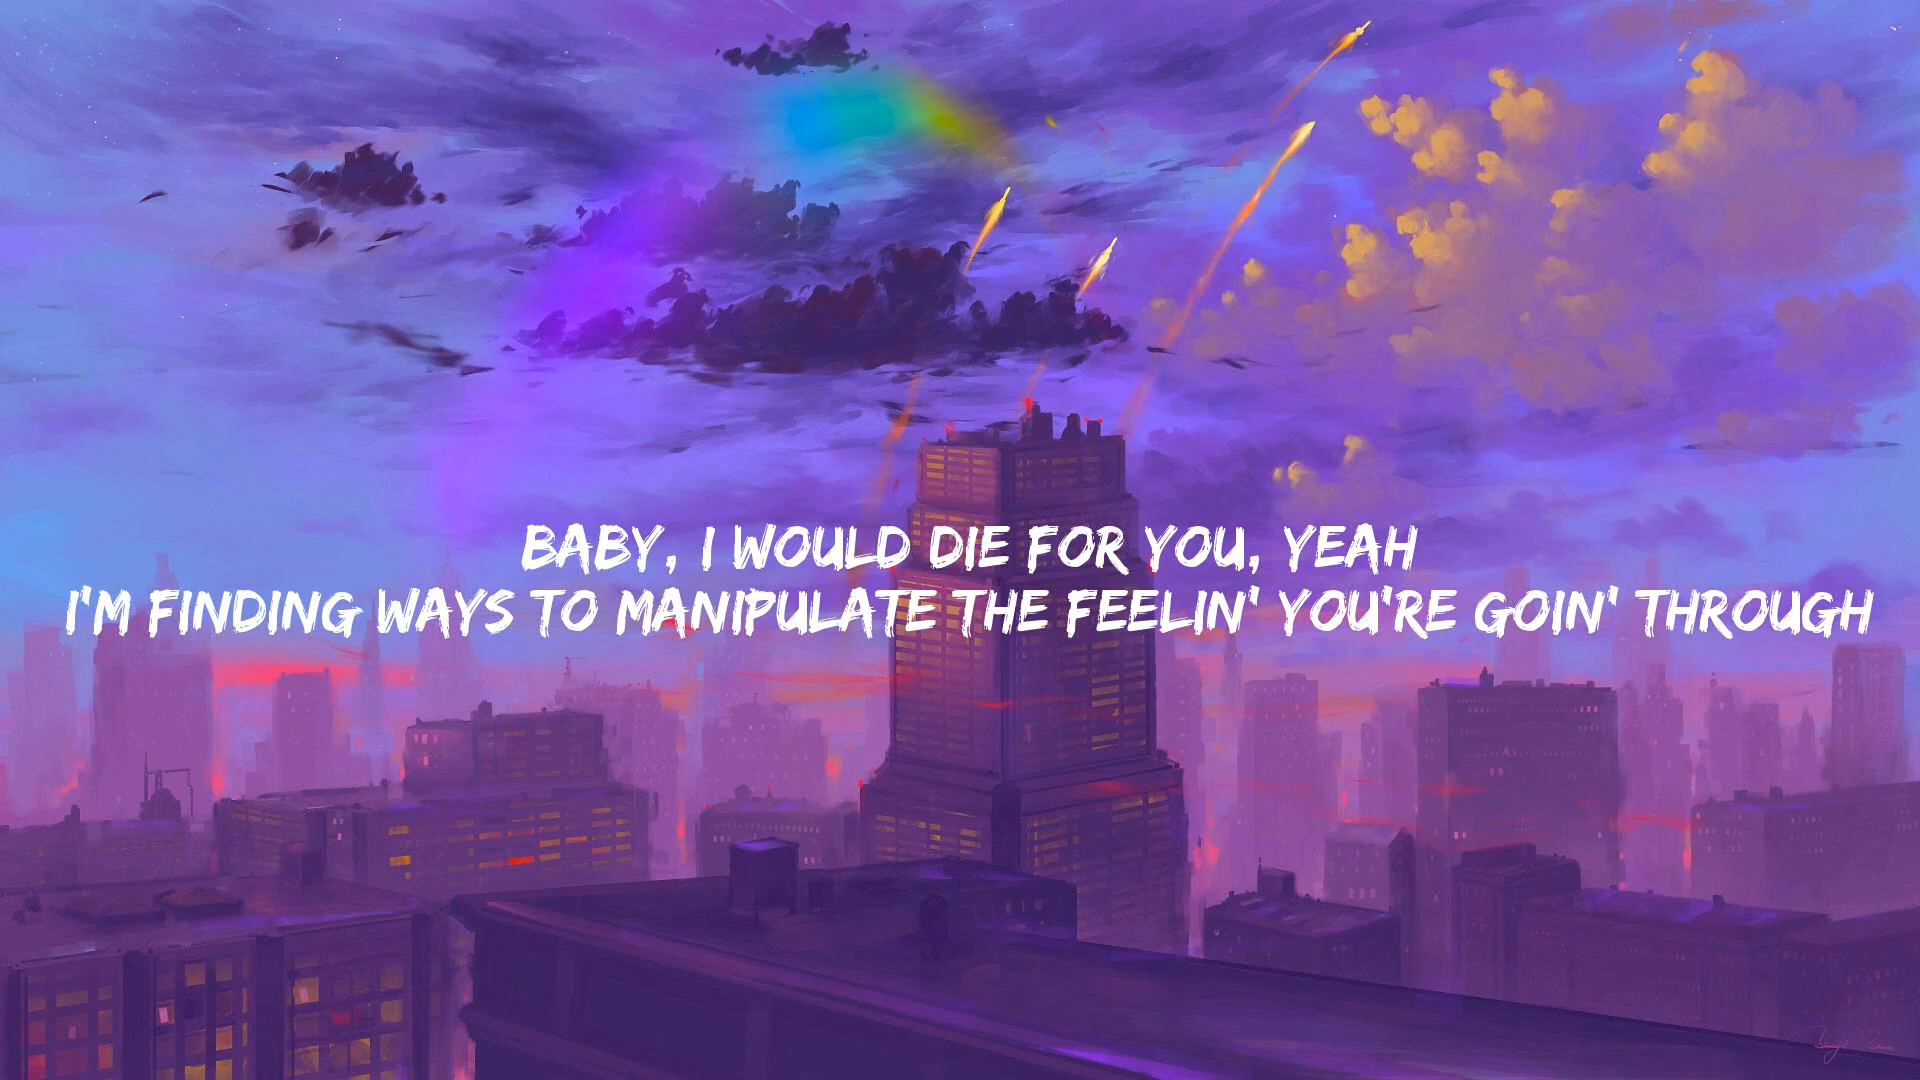 BABY, I WOULD DIE FOR YOU, YEAH
I'M FINDING WAYS TO MANIPULATE THE FEELIN' YOU'RE GOIN' THROUGH